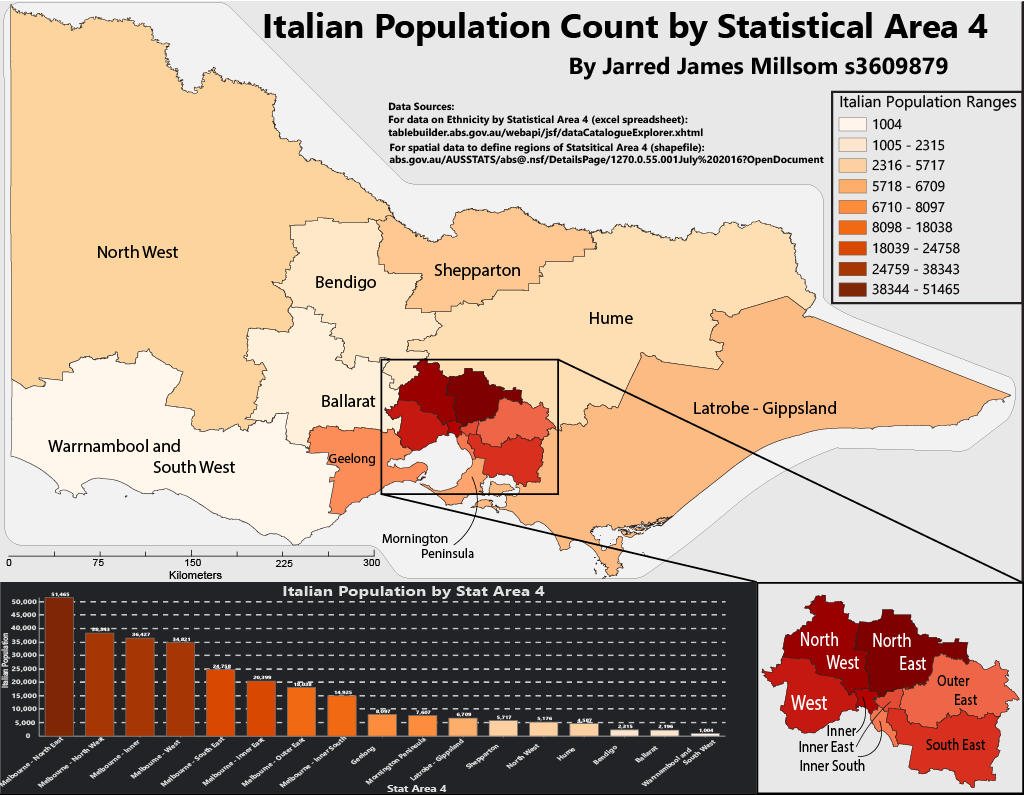 Italian Population Count by Statistical Area 4
By Jarred James Millsom s3609879
Data Sources:
For data on Ethnicity by Statistical Area 4 (excel spreadsheet):
tablebuilder.abs.gov.au/webapi/jsf/dataCatalogueExplorer.xhtml
For spatial data to define regions of Statsitical Area 4 (shapefile):
abs.gov.au/AUSSTATS/abs@.nsf/DetailsPage/1270.0.55.001July%202016?OpenDocument
Italian Population Ranges
1004
1005 - 2315
2316 - 5717
5718 - 6709
6710 - 8097
8098 - 18038
18039 - 24758
24759 - 38343
38344 - 51465
North West
Bendigo
Shepparton
Hume
Ballarat
Latrobe - Gippsland
Warrnambool and
South West
Geelong
Mornington
Peninsula
0 75 150 225 300
Kilometers
Italian Population by Stat Area 4
Italian Population
50,000
45,000
40,000
35,000
30,000
25,000
20,000
15,000
10,000
5,000
0
51,465
38,343
36,427
34,821
24,758
20,399
18,038
14,925
8,097
7,607
6,709
5,717
5,176
4,587
2,315
2,196
1,004
Melbourne - North East
Melbourne - North West
Melbourne - Inner
Melbourne - West
Melbourne - South East
Melbourne - Inner East
Melbourne - Outer East
Melbourne - Inner South
Geelong
Mornington Peninsula
Latrobe - Gippsland
Shepparton
North West
Hume
Bendigo
Ballarat
Warrnambool and
South West
Stat Area 4
North
West
North
East
Outer
East
West
South East
Inner
Inner East
Inner South